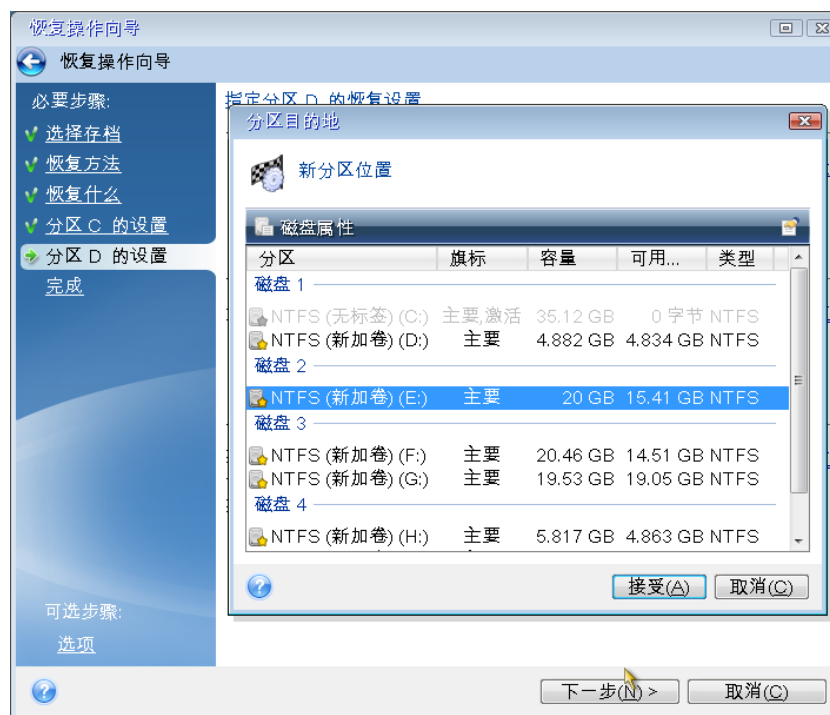 恢复操作向导
恢复操作向导
必要步骤:
选择存档
恢复方法
恢复什么
分区 C 的设置
分区 D 的设置
完成
可选步骤:
选项
指定分区 D 的恢复设置
分区目的地
新分区位置
磁盘属性
分区 旗标 容量 可用... 类型
磁盘 1
NTFS (无标签) (C:) 主要,激活 35.12 GB 0 字节 NTFS
NTFS (新加卷) (D:) 主要 4.882 GB 4.834 GB NTFS
磁盘 2
NTFS (新加卷) (E:) 主要 20 GB 15.41 GB NTFS
磁盘 3
NTFS (新加卷) (F:) 主要 20.46 GB 14.51 GB NTFS
NTFS (新加卷) (G:) 主要 19.53 GB 19.05 GB NTFS
磁盘 4
NTFS (新加卷) (H:) 主要 5.817 GB 4.863 GB NTFS
接受(A) 取消(C)
下一步(N) > 取消(C)